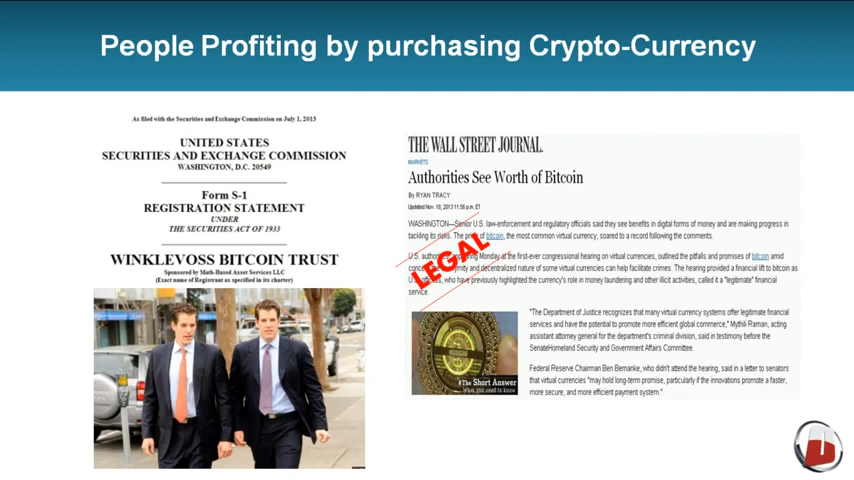 People Profiting by purchasing Crypto-Currency
As filed with the Securities and Exchange Commission on July 1, 2013
UNITED STATES
SECURITIES AND EXCHANGE COMMISSION
WASHINGTON, D.C. 20549
Form S-1
REGISTRATION STATEMENT
UNDER
THE SECURITIES ACT OF 1933
WINKLEVOSS BITCOIN TRUST
Sponsored by Math-Based Asset Services LLC
(Exact name of Registrant as specified in its charter)
THE WALL STREET JOURNAL.
MARKETS
Authorities See Worth of Bitcoin
By RYAN TRACY
Updated Nov. 18, 2013 11:56 p.m. ET
WASHINGTON—Senior U.S. law-enforcement and regulatory officials said they see benefits in digital forms of money and are making progress in
tackling its risks. The price of bitcoin, the most common virtual currency, soared to a record following the comments.
U.S. Monday at the first-ever congressional hearing on virtual currencies, outlined the pitfalls and promises of bitcoin amid
and decentralized nature of some virtual currencies can help facilitate crimes. The hearing provided a financial lift to bitcoin as
who have previously highlighted the currency's role in money laundering and other illicit activities, called it a "legitimate" financial
service.
LEGAL
"The Department of Justice recognizes that many virtual currency systems offer legitimate financial
services and have the potential to promote more efficient global commerce," Mythili Raman, acting
assistant attorney general for the department's criminal division, said in testimony before the
SenateHomeland Security and Government Affairs Committee.
#The Short Answer
What you need to know
Federal Reserve Chairman Ben Bernanke, who didn't attend the hearing, said in a letter to senators
that virtual currencies "may hold long-term promise, particularly if the innovations promote a faster,
more secure, and more efficient payment system."